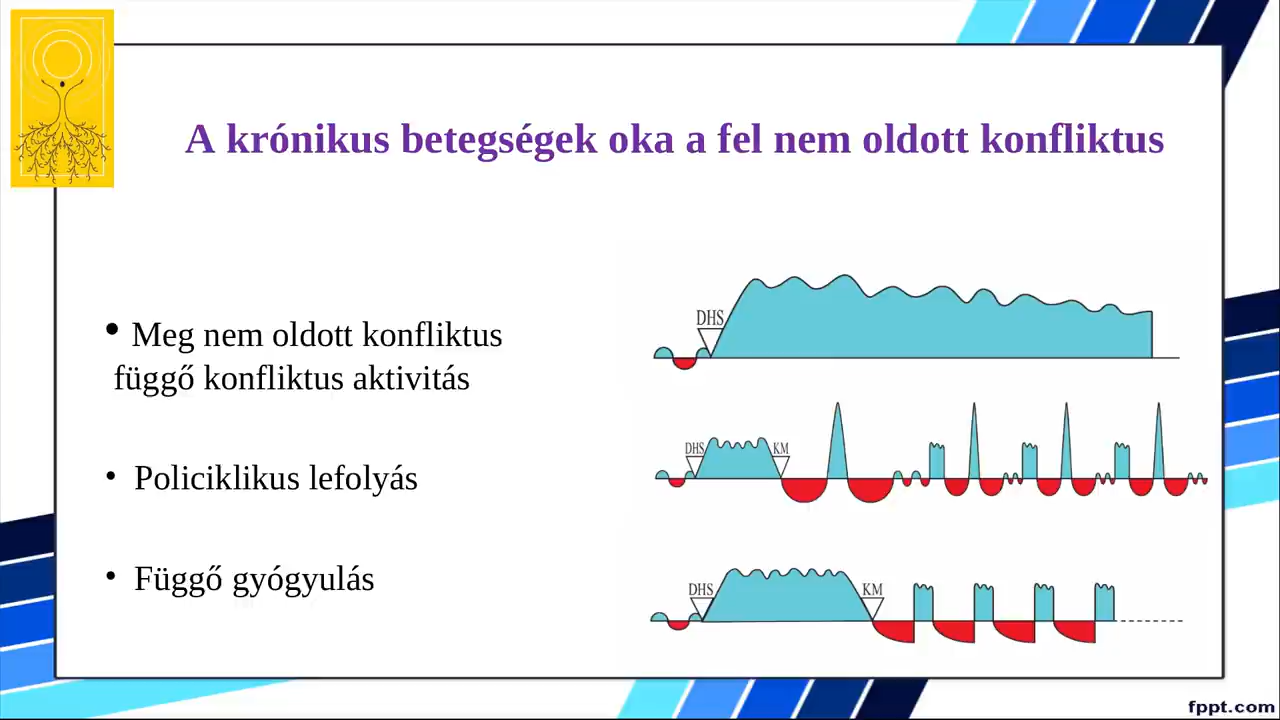 A krónikus betegségek oka a fel nem oldott konfliktus
• Meg nem oldott konfliktus
függő konfliktus aktivitás
• Policiklikus lefolyás
• Függő gyógyulás
DHS
DHS
KM
DHS
KM
fppt.com